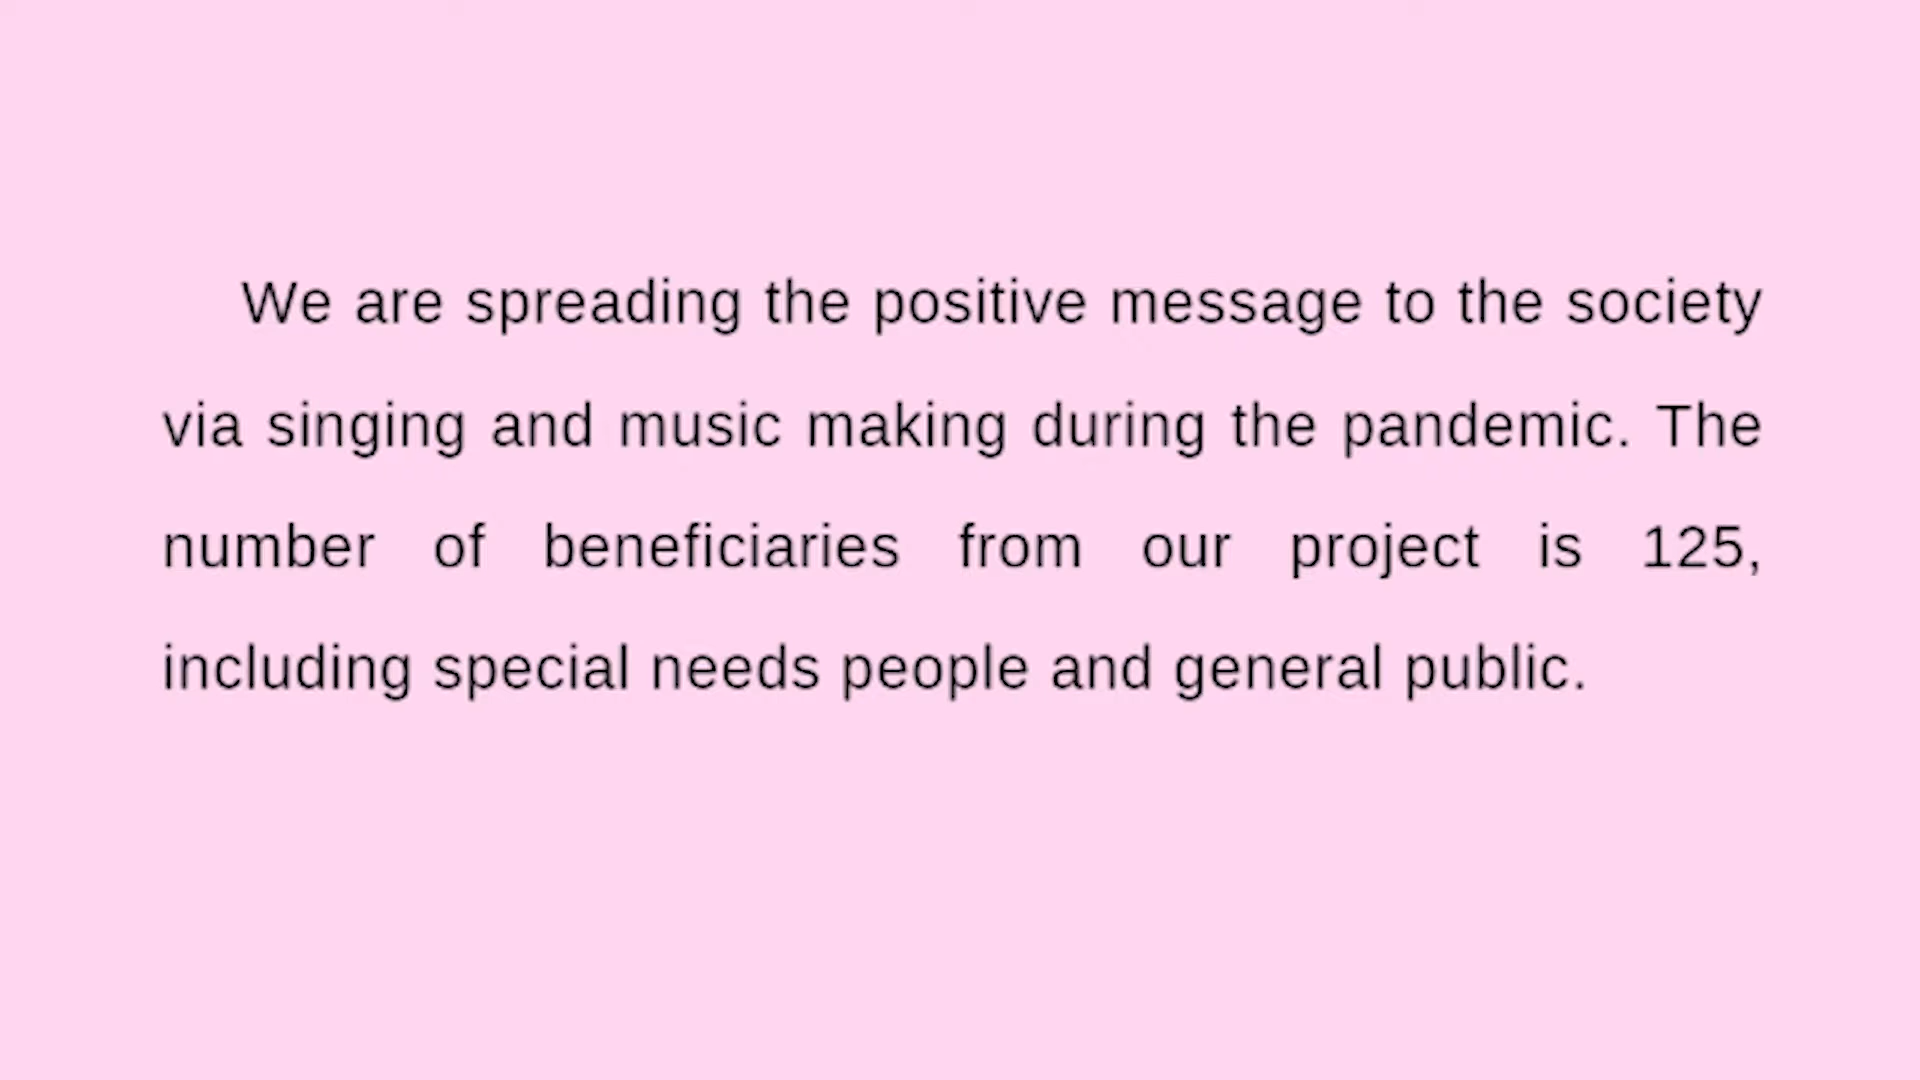 We are spreading the positive message to the society
via singing and music making during the pandemic. The
number of beneficiaries from our project is 125,
including special needs people and general public.